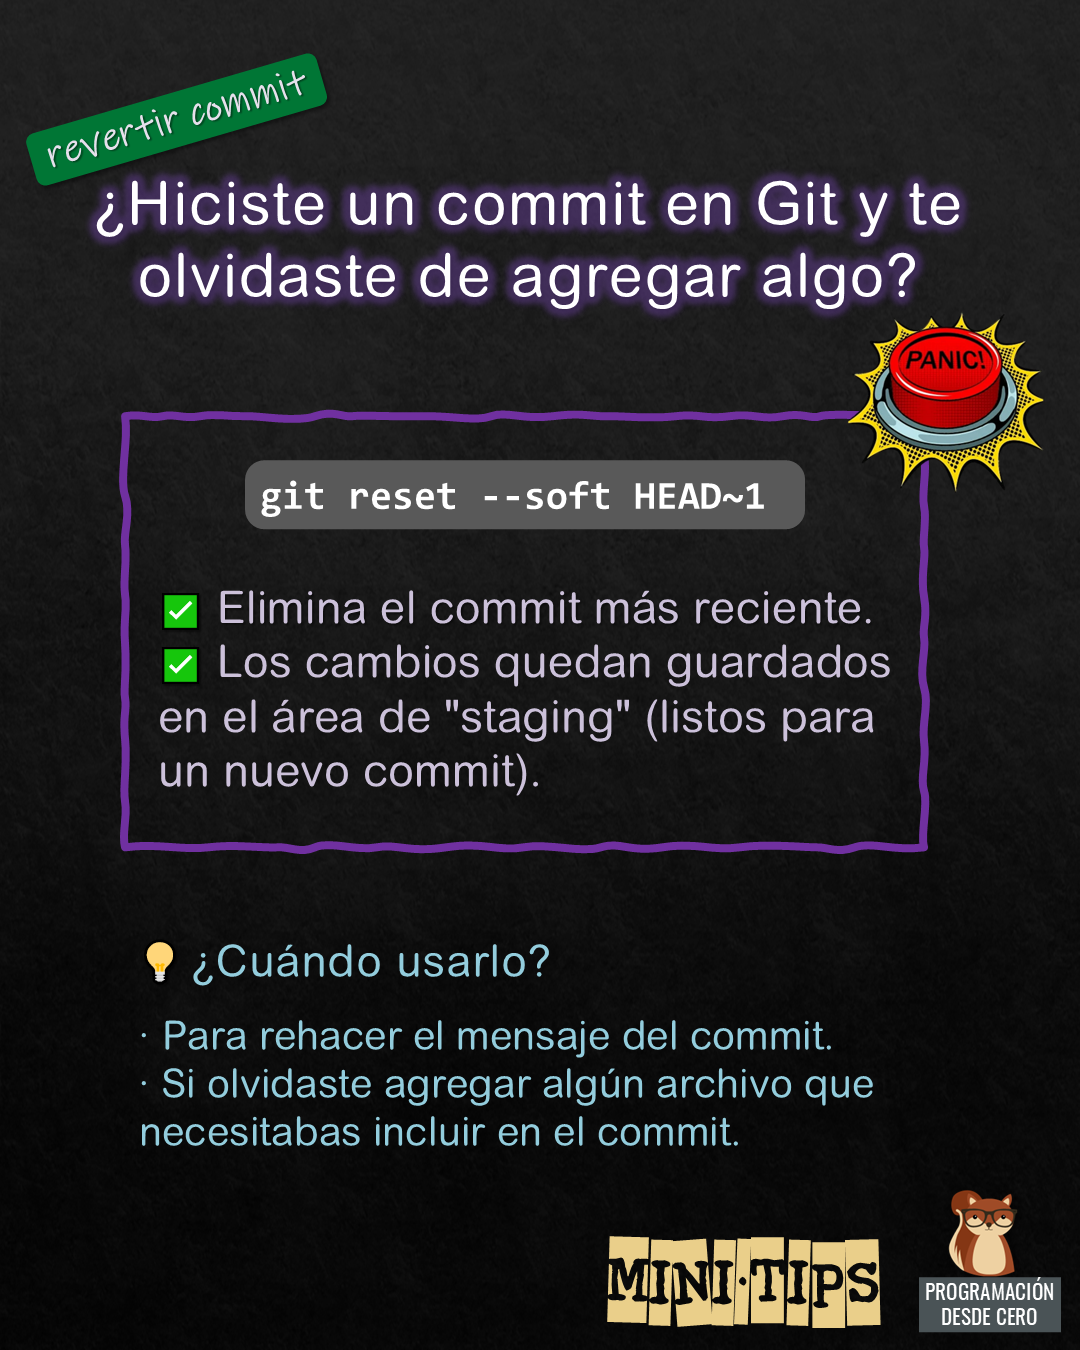 revertir commit
¿Hiciste un commit en Git y te
olvidaste de agregar algo?
PANIC!
git reset --soft HEAD~1
✅ Elimina el commit más reciente.
✅ Los cambios quedan guardados
en el área de "staging" (listos para
un nuevo commit).
💡 ¿Cuándo usarlo?
· Para rehacer el mensaje del commit.
· Si olvidaste agregar algún archivo que
necesitabas incluir en el commit.
MINI·TIPS
PROGRAMACIÓN
DESDE CERO